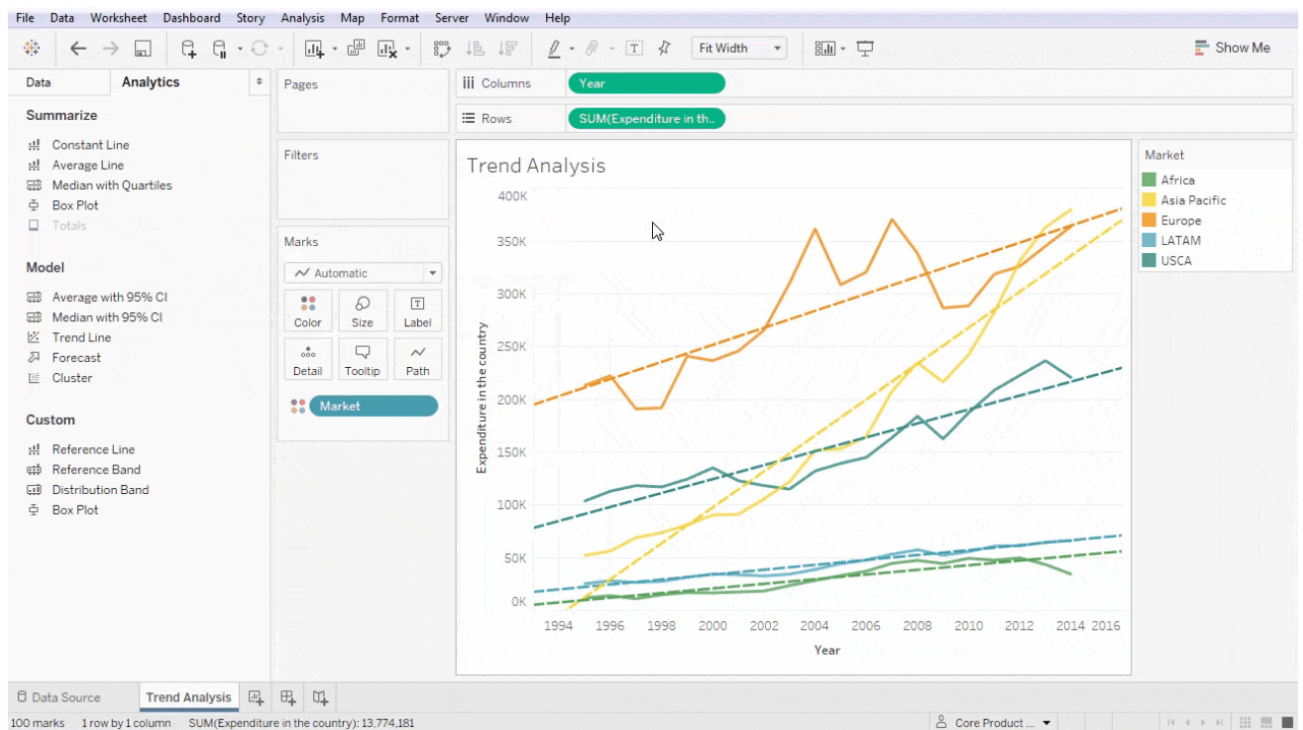 File Data Worksheet Dashboard Story Analysis Map Format Server Window Help
Fit Width
Show Me
Data Analytics
Summarize
Constant Line
Average Line
Median with Quartiles
Box Plot
Totals
Model
Average with 95% CI
Median with 95% CI
Trend Line
Forecast
Cluster
Custom
Reference Line
Reference Band
Distribution Band
Box Plot
Pages
Filters
Marks
Automatic
Color Size Label
Detail Tooltip Path
Market
Columns Year
Rows SUM(Expenditure in th..
Trend Analysis
400K
350K
300K
250K
200K
150K
100K
50K
0K
Expenditure in the country
1994 1996 1998 2000 2002 2004 2006 2008 2010 2012 2014 2016
Year
Market
Africa
Asia Pacific
Europe
LATAM
USCA
Data Source Trend Analysis
100 marks 1 row by 1 column SUM(Expenditure in the country): 13,774,181
Core Product ...